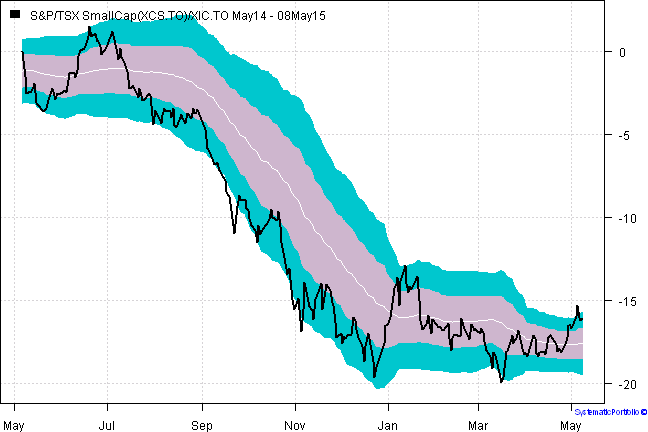 S&P/TSX SmallCap(XCS.TO)/XIC.TO May14 - 08May15
0
-5
-10
-15
-20
SystematicPortfolio ©
May Jul Sep Nov Jan Mar May